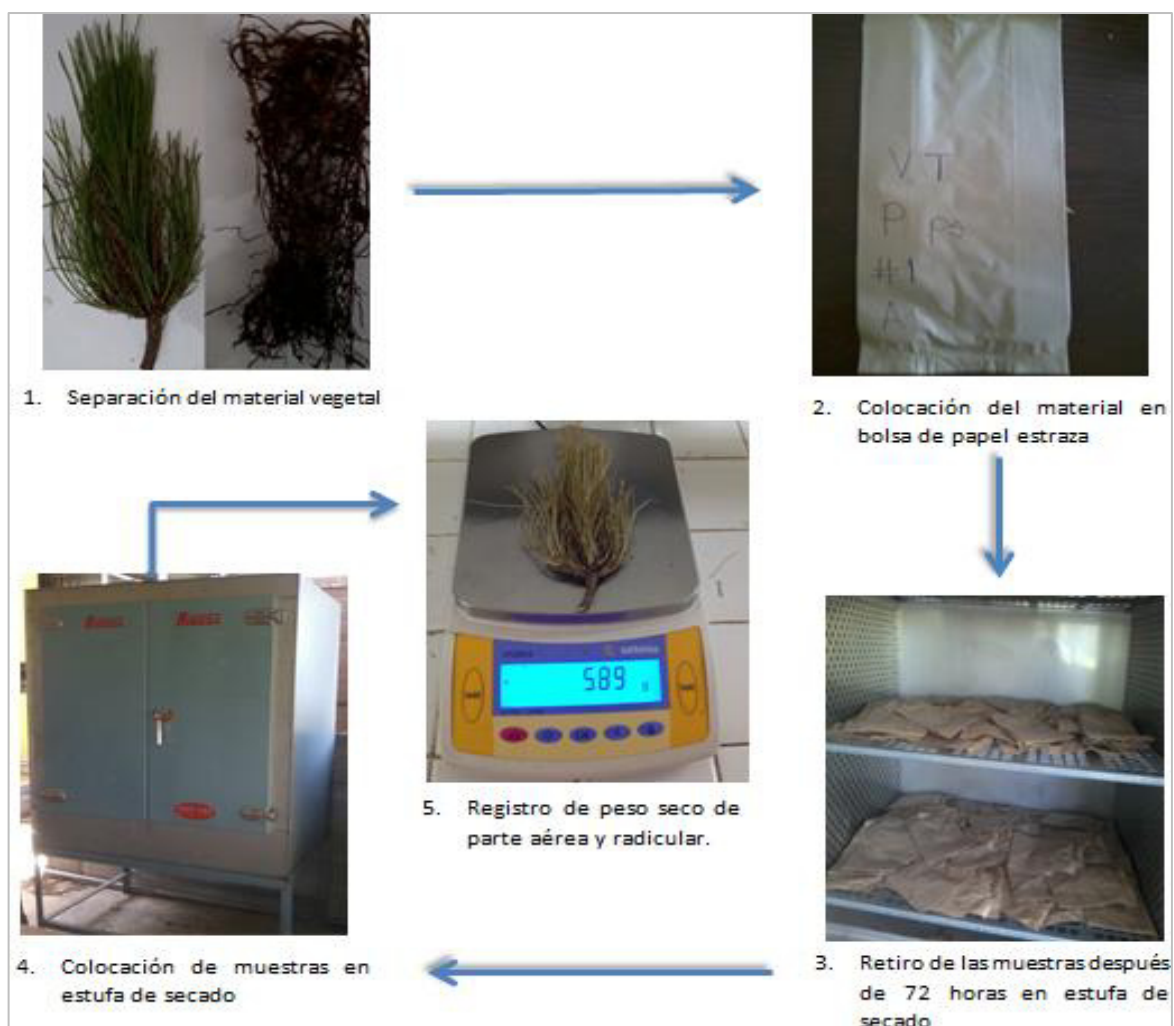 1. Separación del material vegetal
V T
P PS
#1
A
2. Colocación del material en
bolsa de papel estraza
3. Retiro de las muestras después
de 72 horas en estufa de
secado
4. Colocación de muestras en
estufa de secado
589 g
5. Registro de peso seco de
parte aérea y radicular.